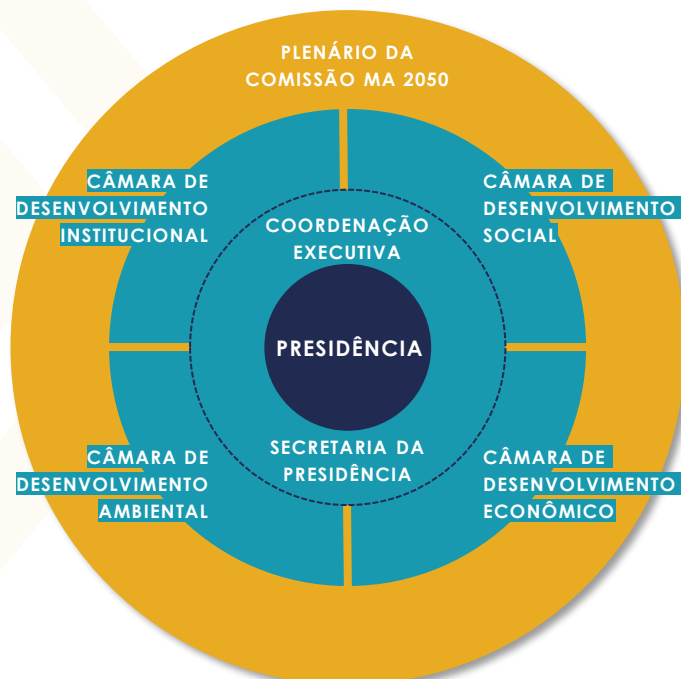 PLENÁRIO DA
COMISSÃO MA 2050
CÂMARA DE
DESENVOLVIMENTO
INSTITUCIONAL
CÂMARA DE
DESENVOLVIMENTO
SOCIAL
COORDENAÇÃO
EXECUTIVA
PRESIDÊNCIA
SECRETARIA DA
PRESIDÊNCIA
CÂMARA DE
DESENVOLVIMENTO
AMBIENTAL
CÂMARA DE
DESENVOLVIMENTO
ECONÔMICO